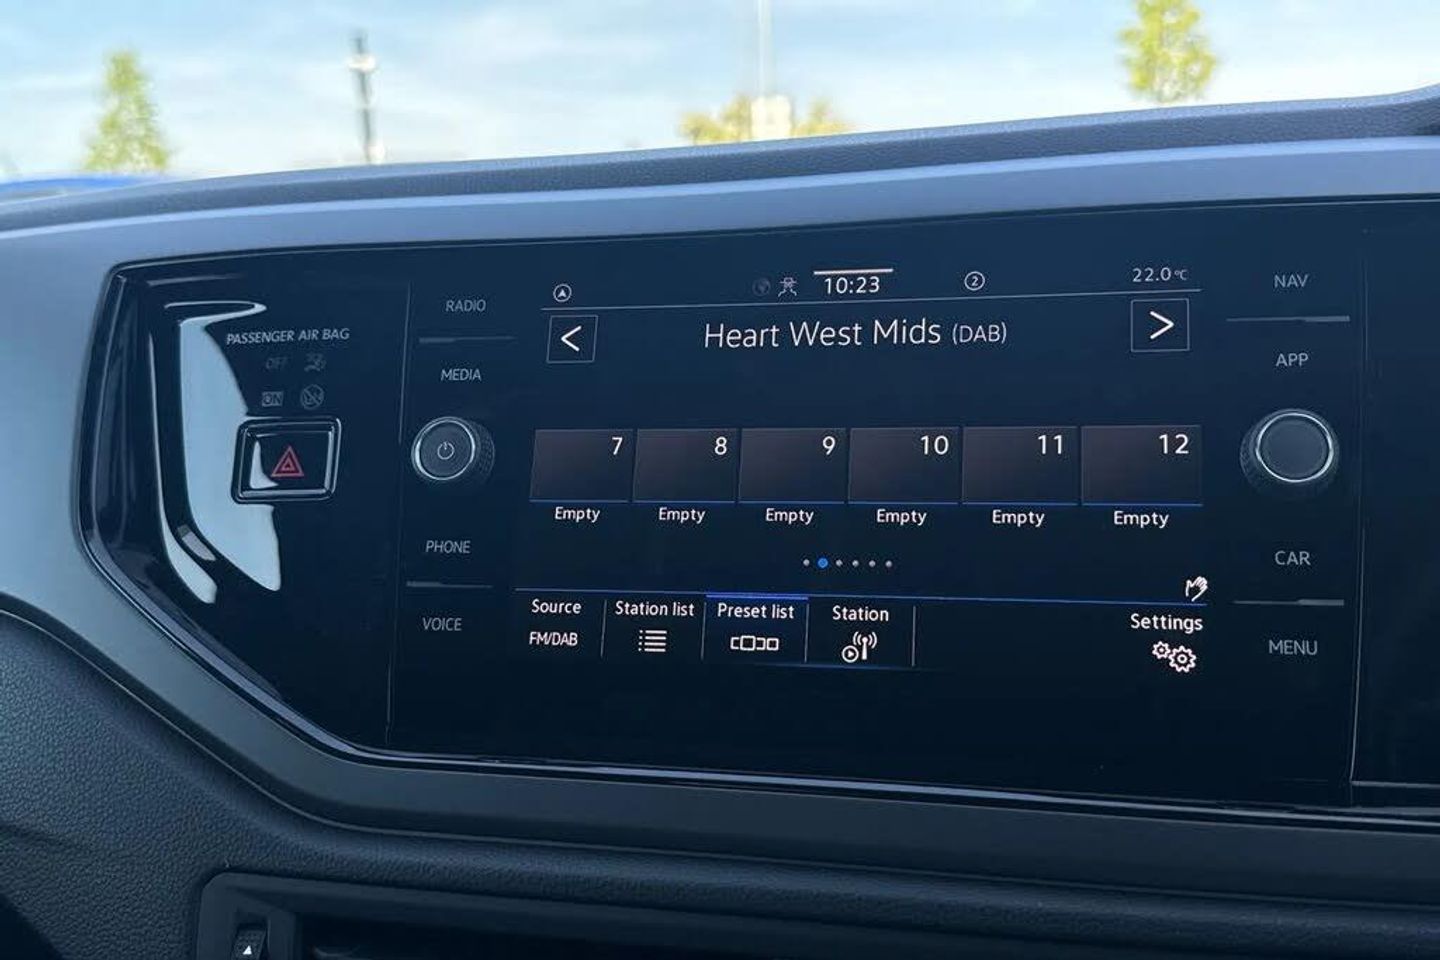 PASSENGER AIR BAG
OFF
ON
RADIO
MEDIA
PHONE
VOICE
10:23
2
22.0°C
< Heart West Mids (DAB) >
7 8 9 10 11 12
Empty Empty Empty Empty Empty Empty
Source Station list Preset list Station Settings
FM/DAB
NAV
APP
CAR
MENU